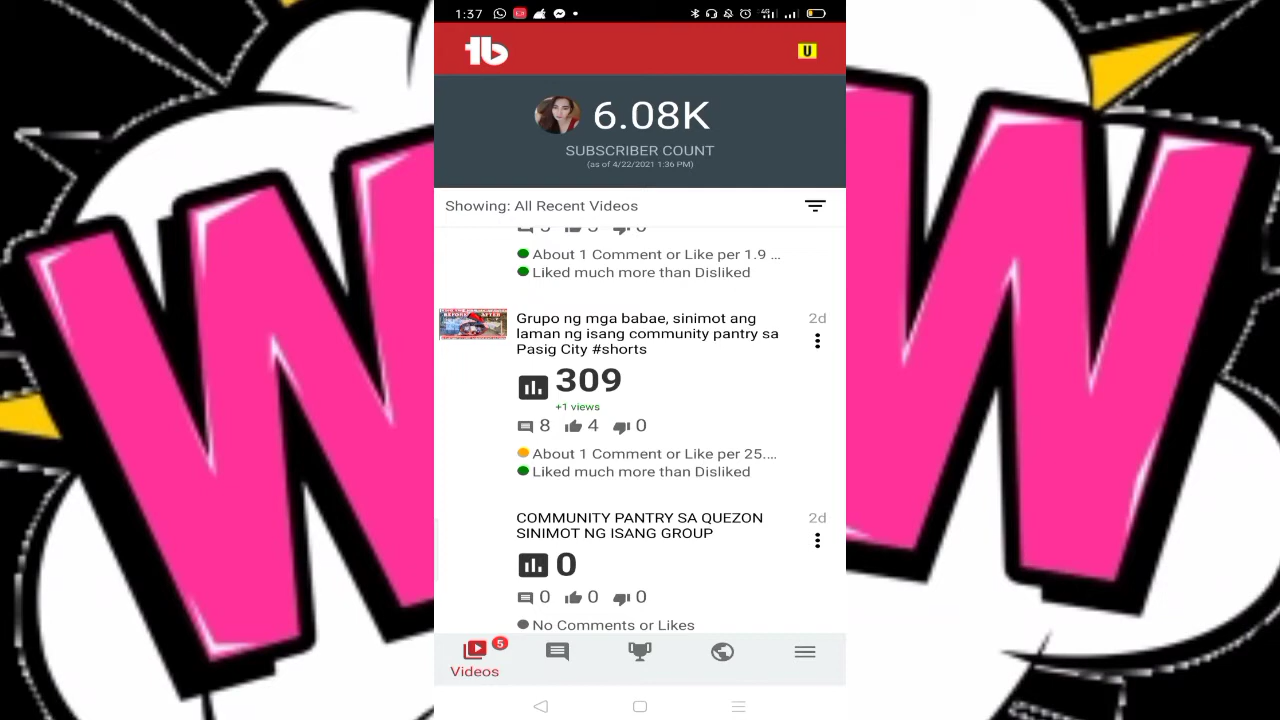 1:37
4G
tb
U
6.08K
SUBSCRIBER COUNT
(as of 4/22/2021 1:36 PM)
Showing: All Recent Videos
About 1 Comment or Like per 1.9 ...
Liked much more than Disliked
Grupo ng mga babae, sinimot ang
laman ng isang community pantry sa
Pasig City #shorts
2d
309
+1 views
8 4 0
About 1 Comment or Like per 25....
Liked much more than Disliked
COMMUNITY PANTRY SA QUEZON
SINIMOT NG ISANG GROUP
2d
0
0 0 0
No Comments or Likes
5
Videos
W
W